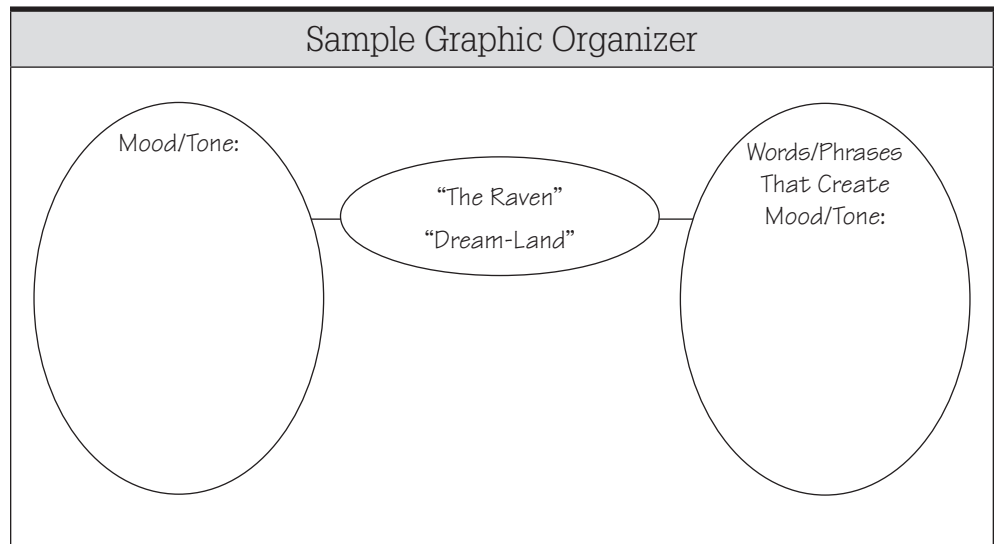 Sample Graphic Organizer
Mood/Tone:
“The Raven”
“Dream-Land”
Words/Phrases
That Create
Mood/Tone: